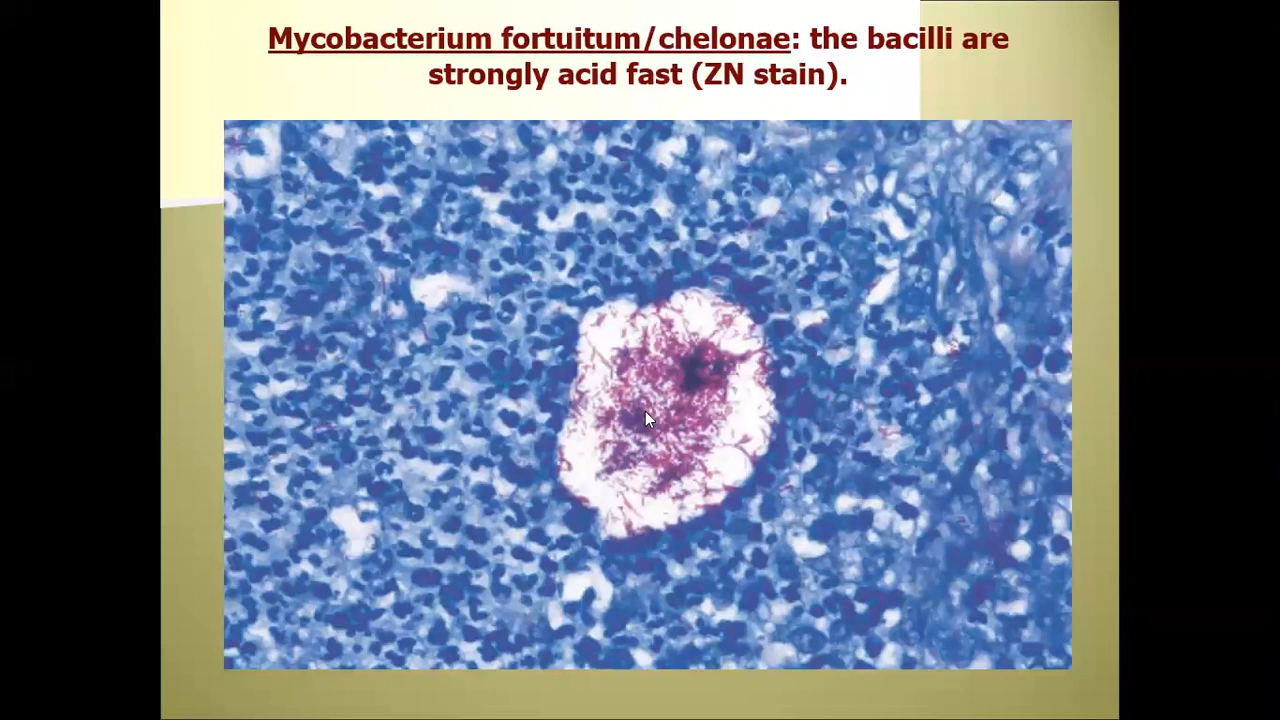 Mycobacterium fortuitum/chelonae: the bacilli are
strongly acid fast (ZN stain).